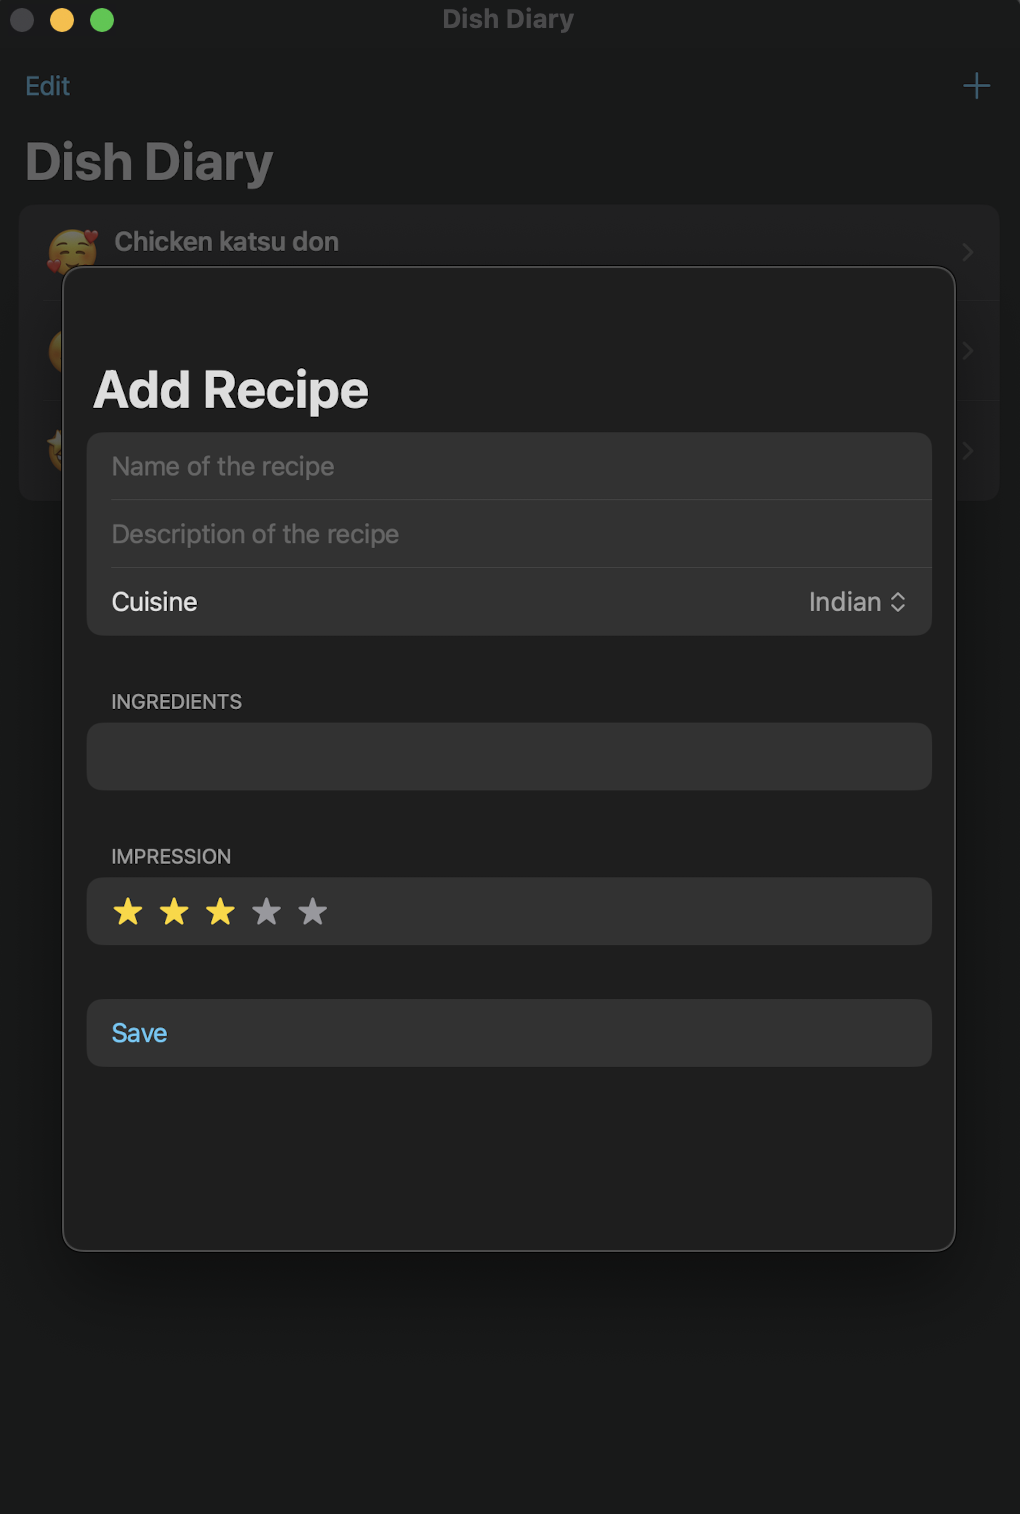 Dish Diary
Edit
Dish Diary
Chicken katsu don
Add Recipe
Name of the recipe
Description of the recipe
Cuisine Indian
INGREDIENTS
IMPRESSION
Save